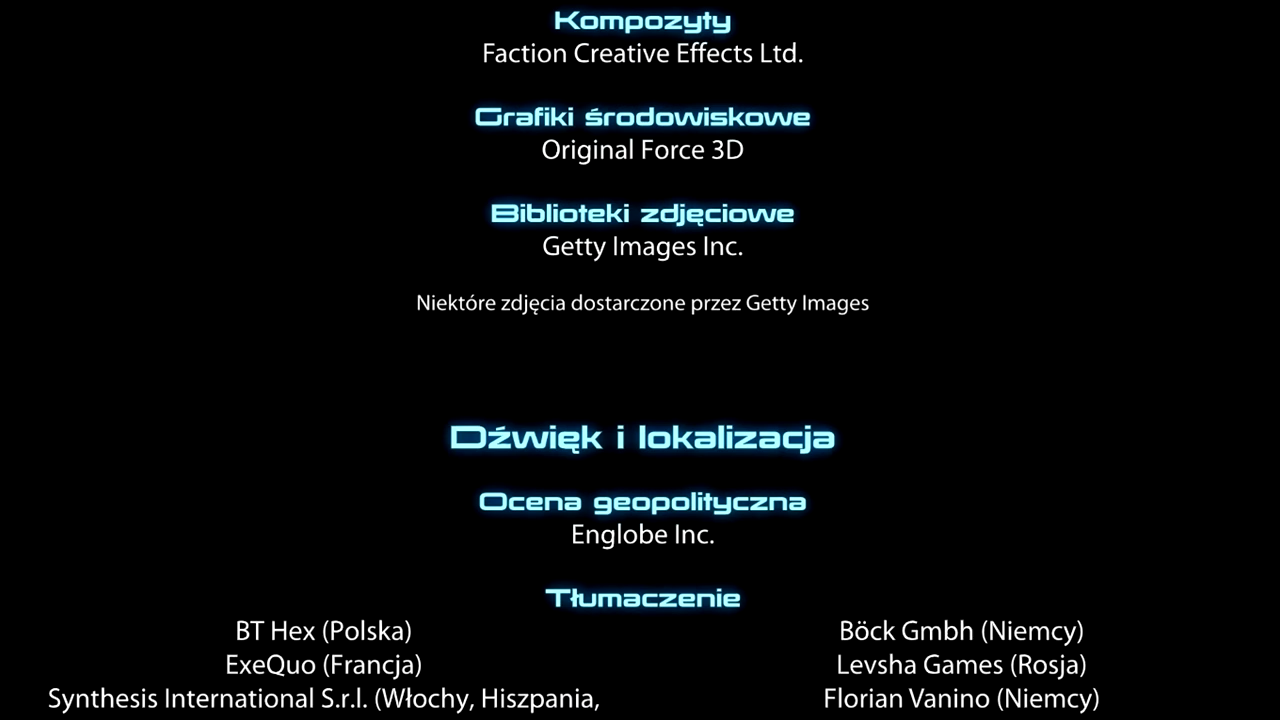 Kompozyty
Faction Creative Effects Ltd.
Grafiki środowiskowe
Original Force 3D
Biblioteki zdjęciowe
Getty Images Inc.
Niektóre zdjęcia dostarczone przez Getty Images
Dźwięk i lokalizacja
Ocena geopolityczna
Englobe Inc.
Tłumaczenie
BT Hex (Polska)
Böck Gmbh (Niemcy)
ExeQuo (Francja)
Levsha Games (Rosja)
Synthesis International S.r.l. (Włochy, Hiszpania,
Florian Vanino (Niemcy)